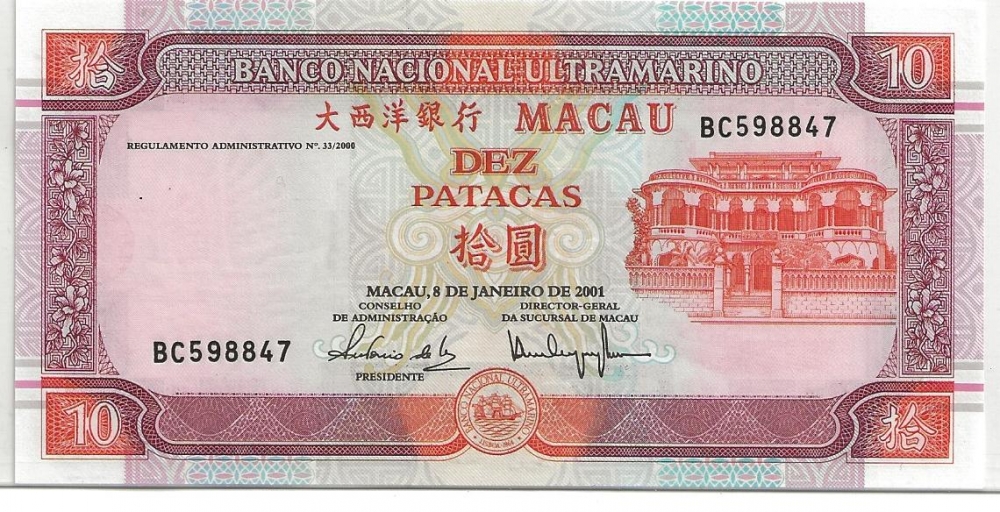 拾
BANCO NACIONAL ULTRAMARINO
10
大西洋銀行 MACAU
BC598847
REGULAMENTO ADMINISTRATIVO Nº. 33/2000
DEZ
PATACAS
拾圓
MACAU, 8 DE JANEIRO DE 2001
CONSELHO
DE ADMINISTRAÇÃO
DIRECTOR-GERAL
DA SUCURSAL DE MACAU
BC598847
PRESIDENTE
10
BANCO NACIONAL ULTRAMARINO
拾